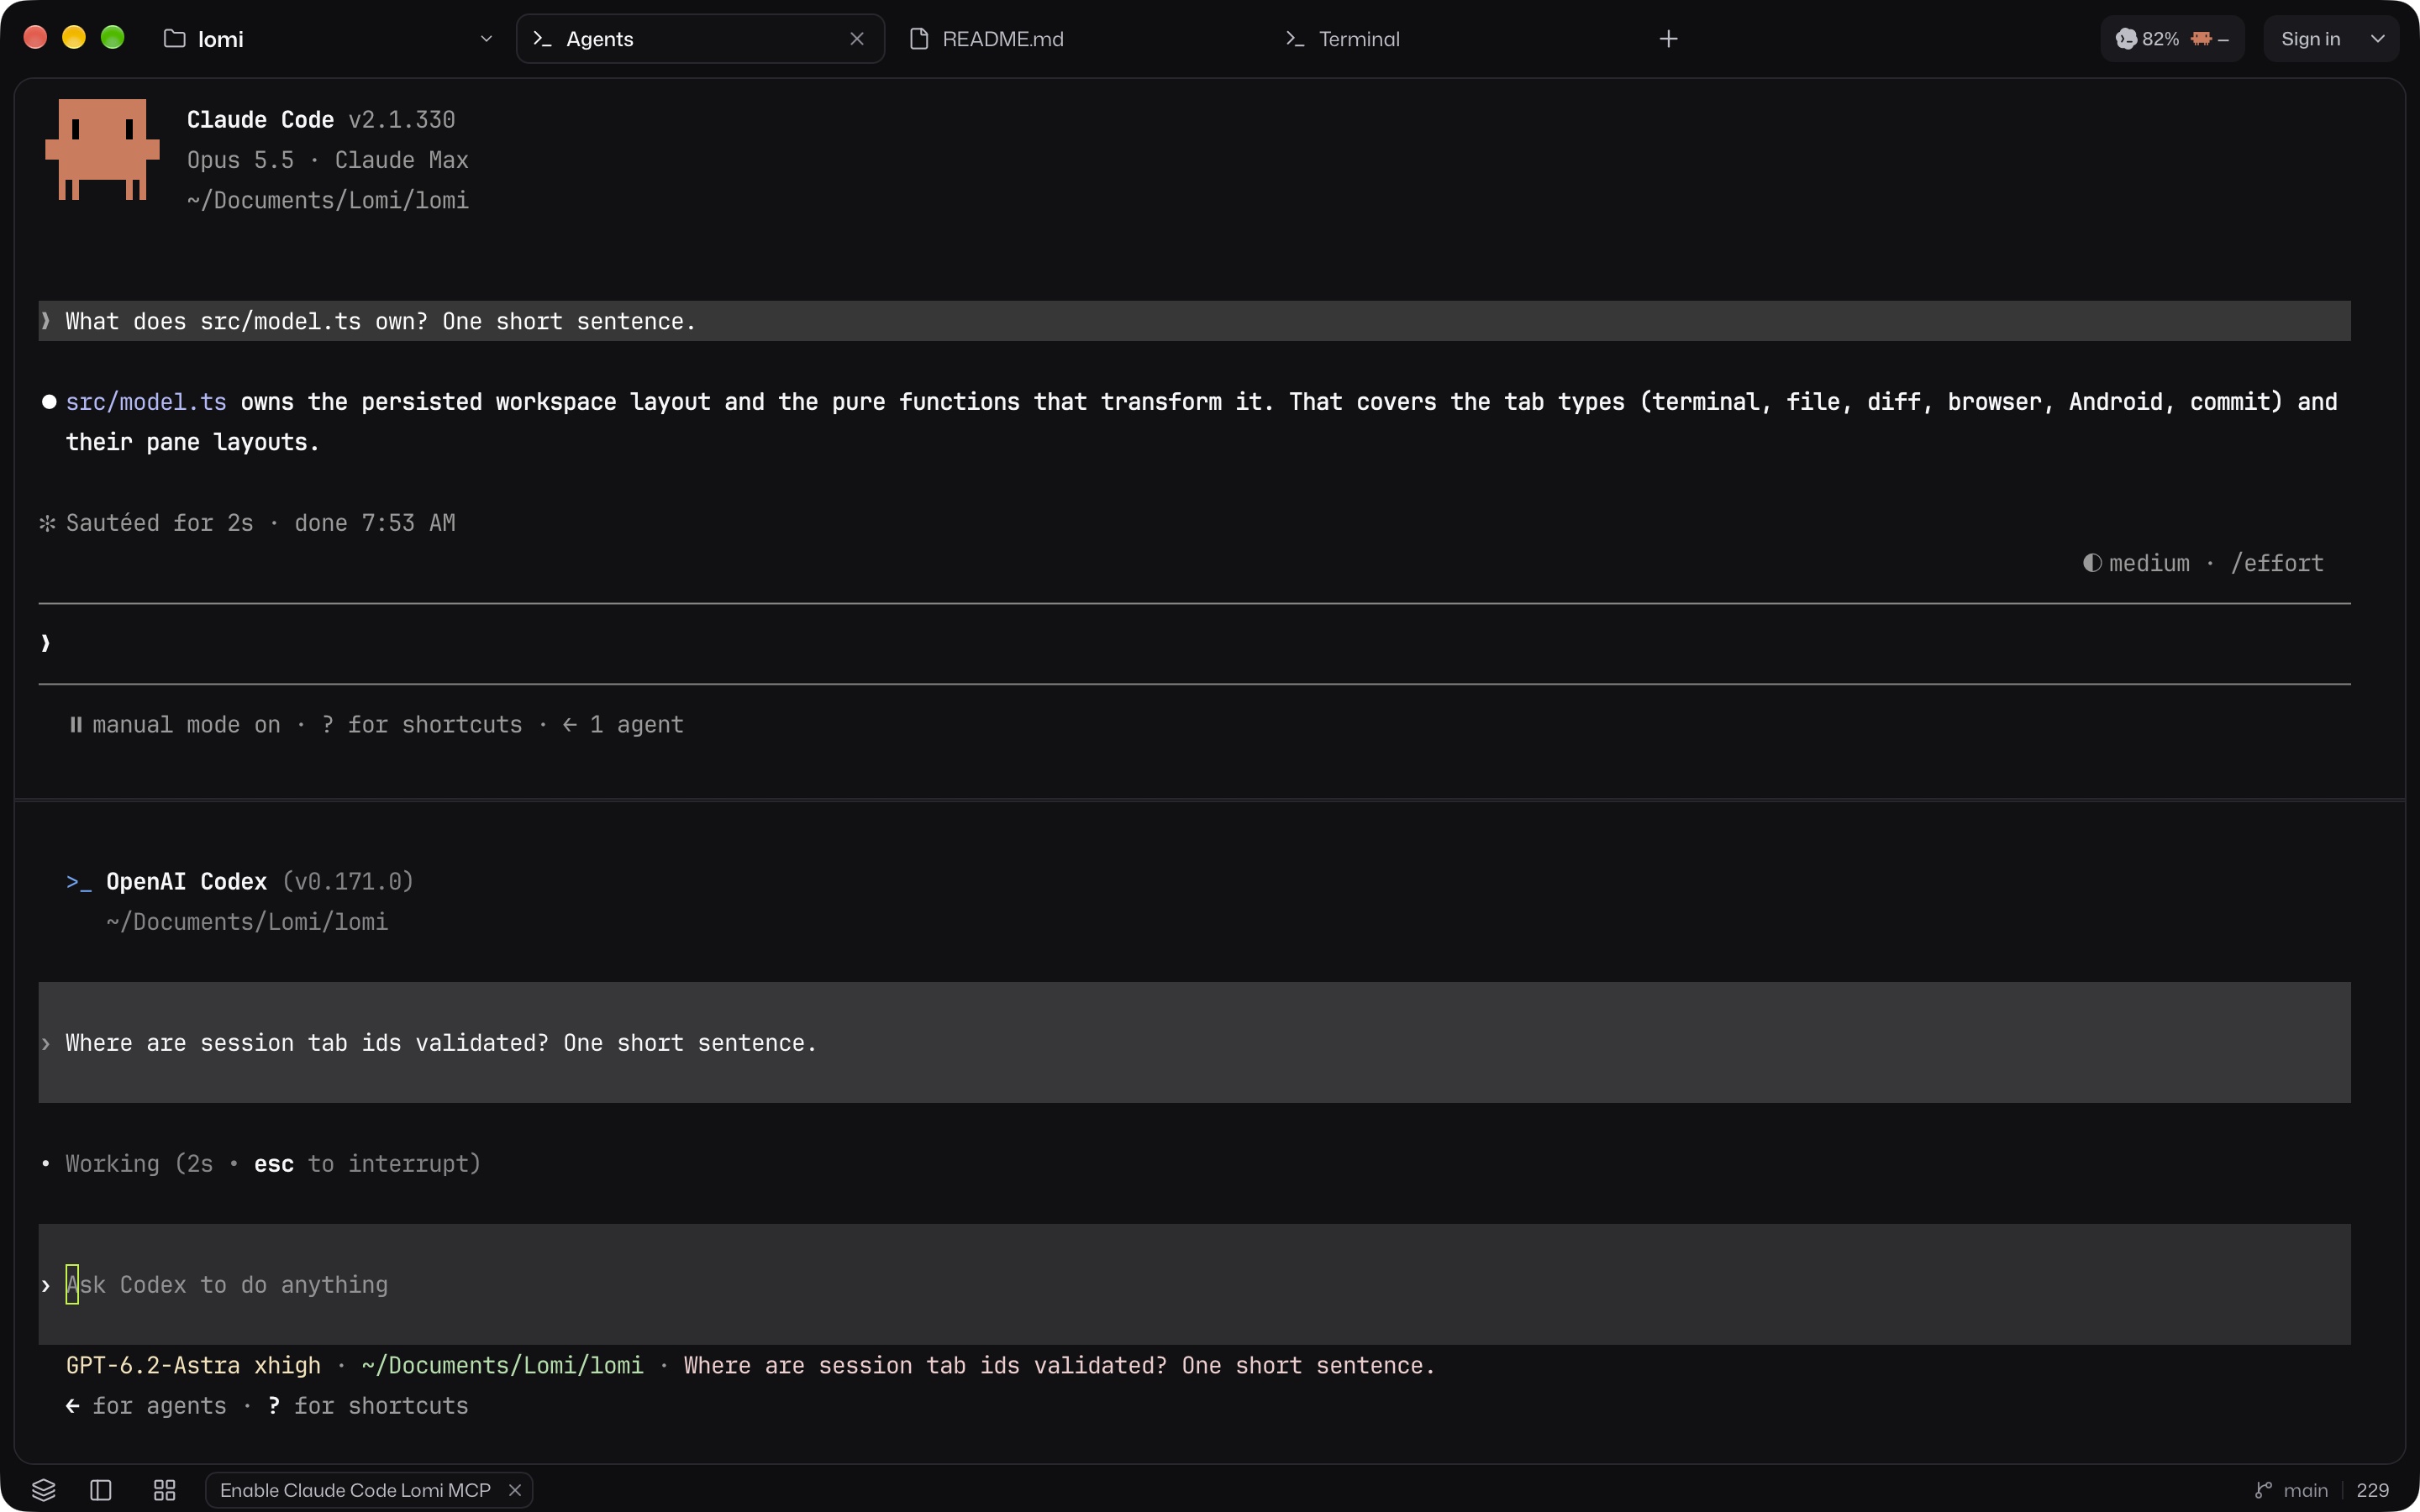 lomi
Agents
README.md
Terminal
82% –
Sign in
Claude Code v2.1.330
Opus 5.5 · Claude Max
~/Documents/Lomi/lomi
❯ What does src/model.ts own? One short sentence.
● src/model.ts owns the persisted workspace layout and the pure functions that transform it. That covers the tab types (terminal, file, diff, browser, Android, commit) and
their pane layouts.
✻ Sautéed for 2s · done 7:53 AM
◐ medium · /effort
❯
⏸ manual mode on · ? for shortcuts · ← 1 agent
>_ OpenAI Codex (v0.171.0)
~/Documents/Lomi/lomi
› Where are session tab ids validated? One short sentence.
• Working (2s • esc to interrupt)
› Ask Codex to do anything
GPT-6.2-Astra xhigh · ~/Documents/Lomi/lomi · Where are session tab ids validated? One short sentence.
← for agents · ? for shortcuts
Enable Claude Code Lomi MCP
main
229